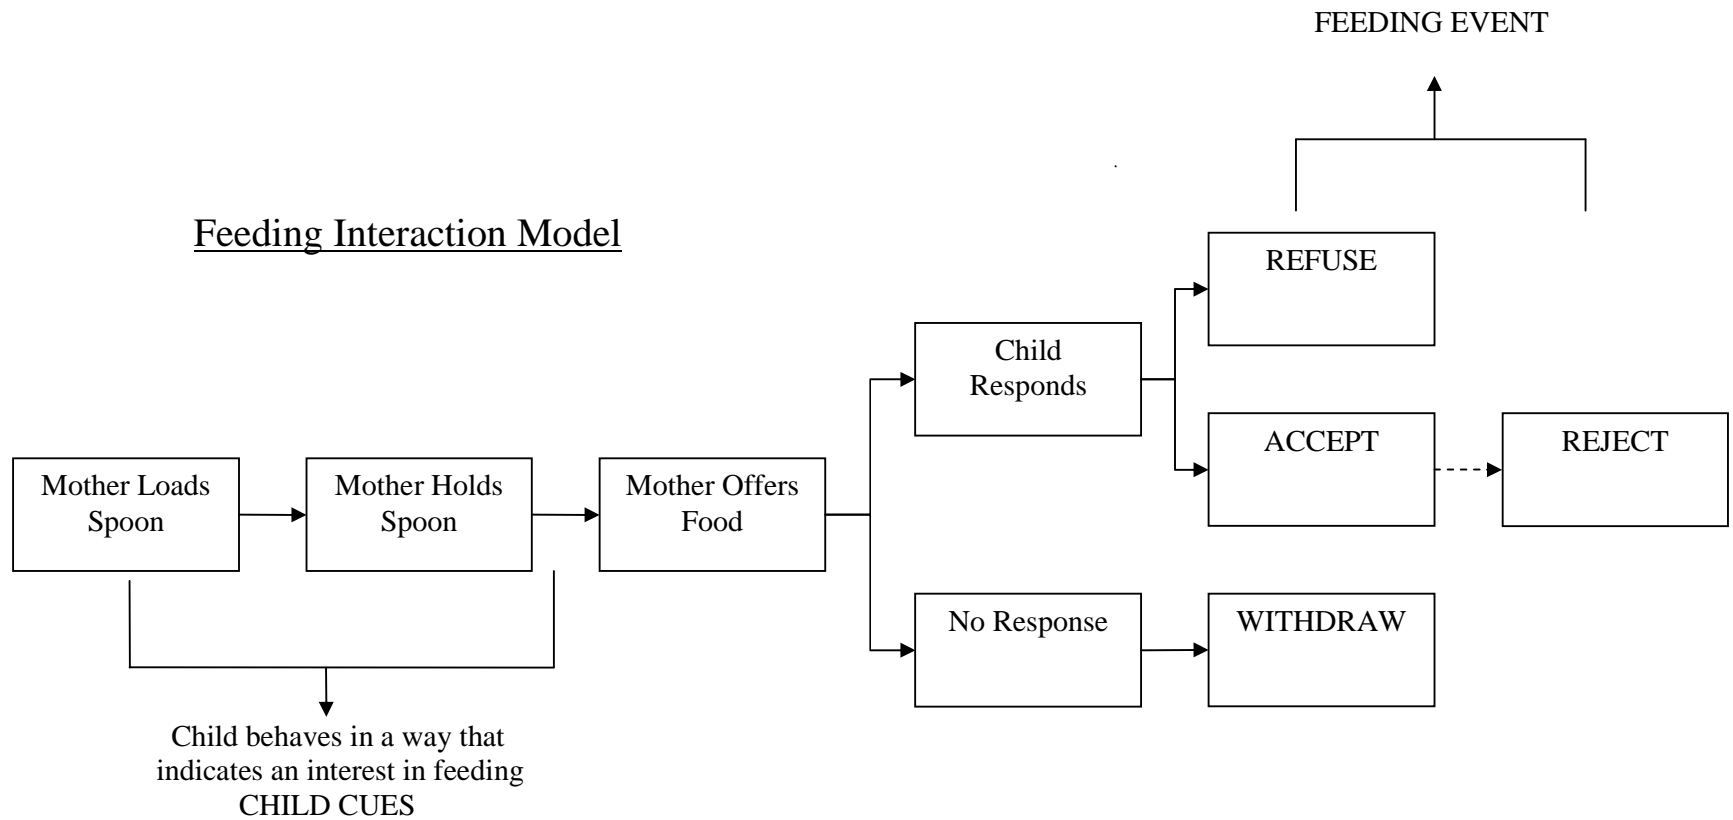 FEEDING EVENT
Feeding Interaction Model
REFUSE
Child
Responds
ACCEPT
REJECT
Mother Loads
Spoon
Mother Holds
Spoon
Mother Offers
Food
No Response
WITHDRAW
Child behaves in a way that
indicates an interest in feeding
CHILD CUES